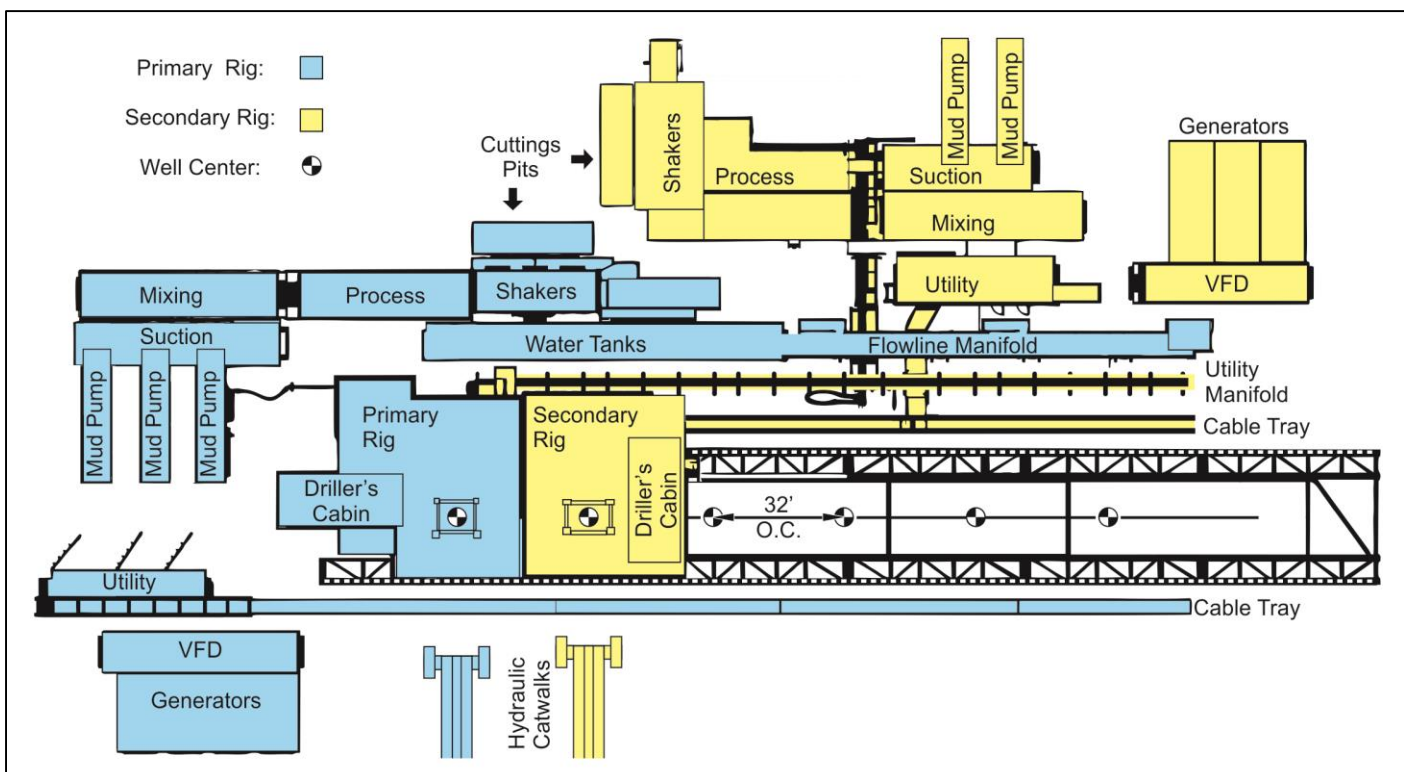 Primary Rig:
Secondary Rig:
Well Center:
Cuttings
Pits
Shakers
Process
Mud Pump
Mud Pump
Suction
Mixing
Generators
Utility
VFD
Mixing
Process
Shakers
Suction
Water Tanks
Flowline Manifold
Mud Pump
Mud Pump
Mud Pump
Utility
Manifold
Cable Tray
Primary
Rig
Secondary
Rig
Driller's
Cabin
Driller's
Cabin
32'
O.C.
Utility
Cable Tray
VFD
Generators
Hydraulic
Catwalks